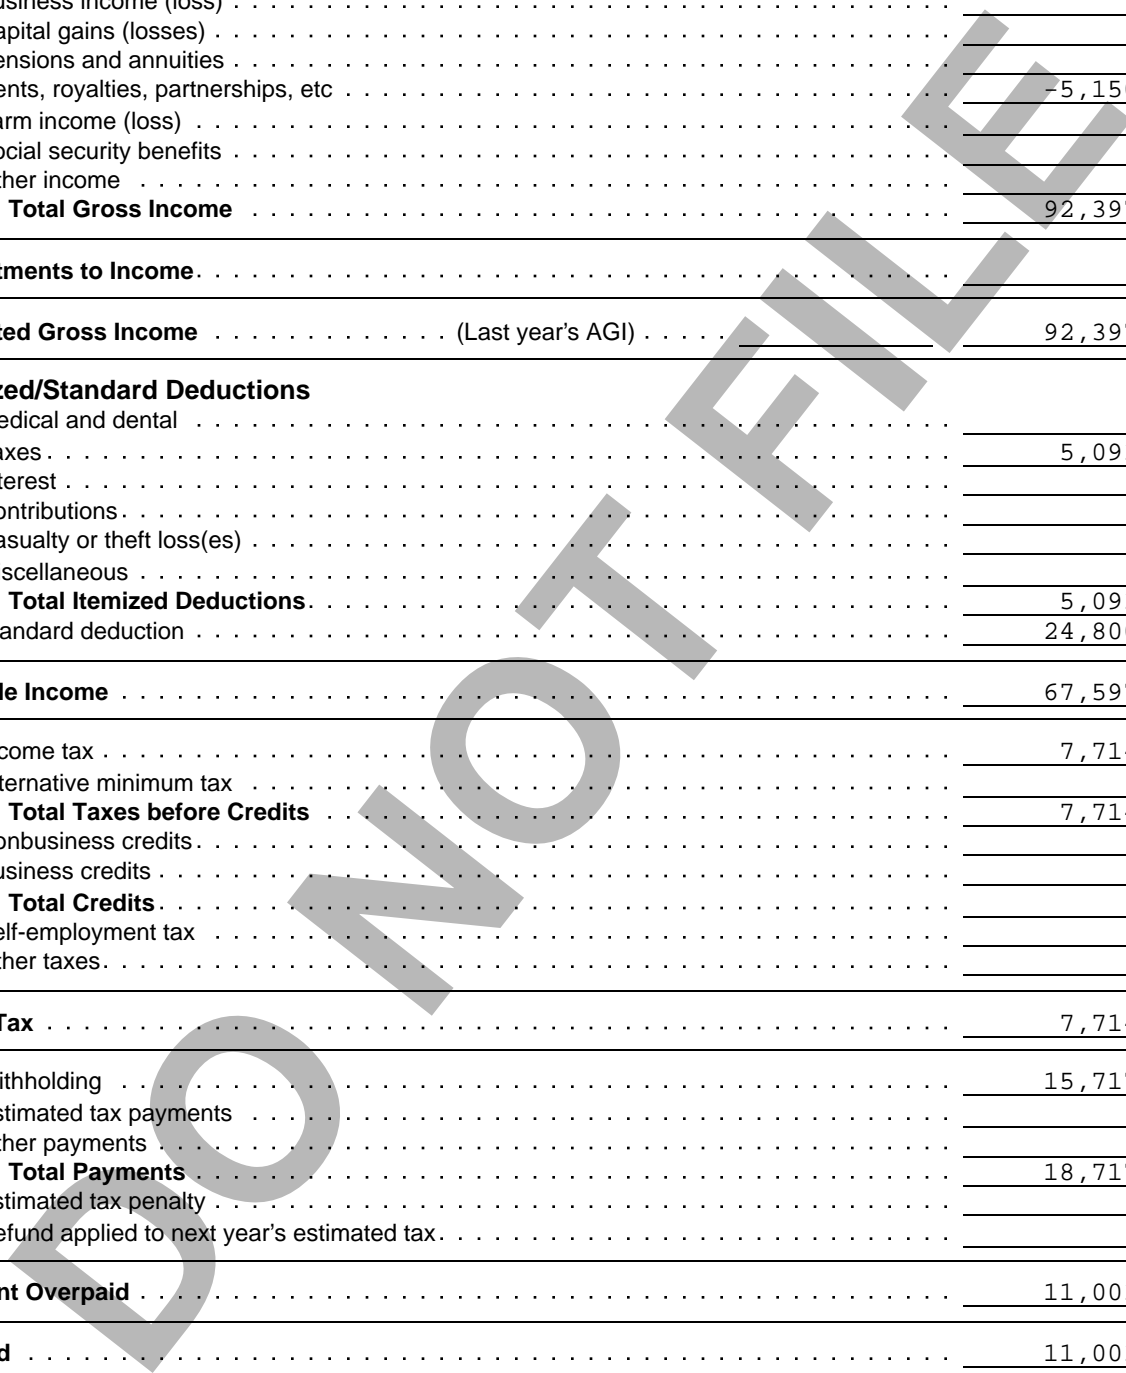 usiness income (loss)
apital gains (losses)
ensions and annuities
ents, royalties, partnerships, etc -5,15
arm income (loss)
ocial security benefits
ther income
Total Gross Income 92,39
tments to Income
ted Gross Income (Last year's AGI) 92,39
zed/Standard Deductions
edical and dental
axes 5,09
terest
ontributions
asualty or theft loss(es)
iscellaneous
Total Itemized Deductions 5,09
tandard deduction 24,80
le Income 67,59
come tax 7,71
lternative minimum tax
Total Taxes before Credits 7,71
onbusiness credits
usiness credits
Total Credits
elf-employment tax
ther taxes
Tax 7,71
ithholding 15,71
stimated tax payments
ther payments
Total Payments 18,71
stimated tax penalty
efund applied to next year's estimated tax
nt Overpaid 11,00
d 11,00
DO NOT FILE